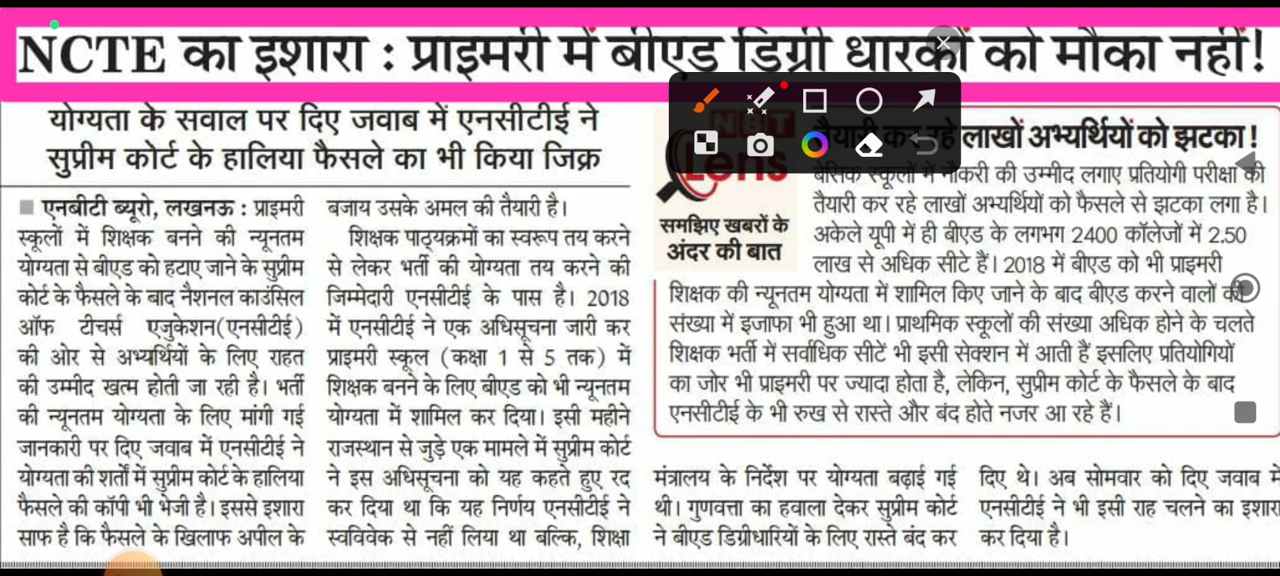 NCTE का इशारा : प्राइमरी में बीएड डिग्री धारकों को मौका नहीं!
योग्यता के सवाल पर दिए जवाब में एनसीटीई ने
सुप्रीम कोर्ट के हालिया फैसले का भी किया जिक्र
एनबीटी ब्यूरो, लखनऊ : प्राइमरी
स्कूलों में शिक्षक बनने की न्यूनतम
योग्यता से बीएड को हटाए जाने के सुप्रीम
कोर्ट के फैसले के बाद नैशनल काउंसिल
ऑफ टीचर्स एजुकेशन(एनसीटीई)
की ओर से अभ्यर्थियों के लिए राहत
की उम्मीद खत्म होती जा रही है। भर्ती
की न्यूनतम योग्यता के लिए मांगी गई
जानकारी पर दिए जवाब में एनसीटीई ने
योग्यता की शर्तों में सुप्रीम कोर्ट के हालिया
फैसले की कॉपी भी भेजी है। इससे इशारा
साफ है कि फैसले के खिलाफ अपील के
बजाय उसके अमल की तैयारी है।
शिक्षक पाठ्यक्रमों का स्वरूप तय करने
से लेकर भर्ती की योग्यता तय करने की
जिम्मेदारी एनसीटीई के पास है। 2018
में एनसीटीई ने एक अधिसूचना जारी कर
प्राइमरी स्कूल (कक्षा 1 से 5 तक) में
शिक्षक बनने के लिए बीएड को भी न्यूनतम
योग्यता में शामिल कर दिया। इसी महीने
राजस्थान से जुड़े एक मामले में सुप्रीम कोर्ट
ने इस अधिसूचना को यह कहते हुए रद
कर दिया था कि यह निर्णय एनसीटीई ने
स्वविवेक से नहीं लिया था बल्कि, शिक्षा
NBT
Lens
समझिए खबरों के
अंदर की बात
रहे लाखों अभ्यर्थियों को झटका!
बेसिक स्कूलों में नौकरी की उम्मीद लगाए प्रतियोगी परीक्षा की
तैयारी कर रहे लाखों अभ्यर्थियों को फैसले से झटका लगा है।
अकेले यूपी में ही बीएड के लगभग 2400 कॉलेजों में 2.50
लाख से अधिक सीटे हैं। 2018 में बीएड को भी प्राइमरी
शिक्षक की न्यूनतम योग्यता में शामिल किए जाने के बाद बीएड करने वालों की
संख्या में इजाफा भी हुआ था। प्राथमिक स्कूलों की संख्या अधिक होने के चलते
शिक्षक भर्ती में सर्वाधिक सीटें भी इसी सेक्शन में आती हैं इसलिए प्रतियोगियों
का जोर भी प्राइमरी पर ज्यादा होता है, लेकिन, सुप्रीम कोर्ट के फैसले के बाद
एनसीटीई के भी रुख से रास्ते और बंद होते नजर आ रहे हैं।
मंत्रालय के निर्देश पर योग्यता बढ़ाई गई
थी। गुणवत्ता का हवाला देकर सुप्रीम कोर्ट
ने बीएड डिग्रीधारियों के लिए रास्ते बंद कर
दिए थे। अब सोमवार को दिए जवाब में
एनसीटीई ने भी इसी राह चलने का इशारा
कर दिया है।